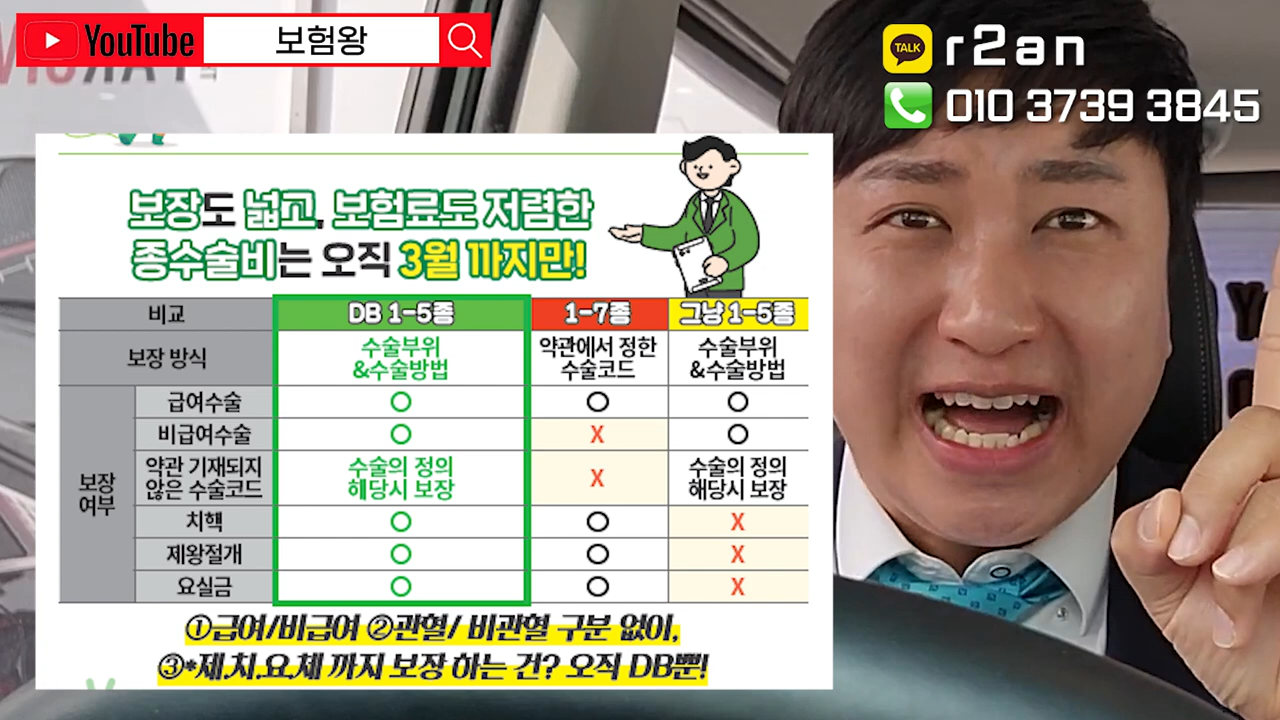 YouTube 보험왕
TALK r2an
010 3739 3845
보장도 넓고, 보험료도 저렴한
종수술비는 오직 3월 까지만!
비교 DB 1-5종 1-7종 그냥 1-5종
보장 방식 수술부위 &수술방법 약관에서 정한 수술코드 수술부위 &수술방법
보장 여부
급여수술 O O O
비급여수술 O X O
약관 기재되지 않은 수술코드 수술의 정의 해당시 보장 X 수술의 정의 해당시 보장
치핵 O O X
제왕절개 O O X
요실금 O O X
①급여/비급여 ②관혈/ 비관혈 구분 없이,
③*제.치.요.체 까지 보장 하는 건? 오직 DB뿐!